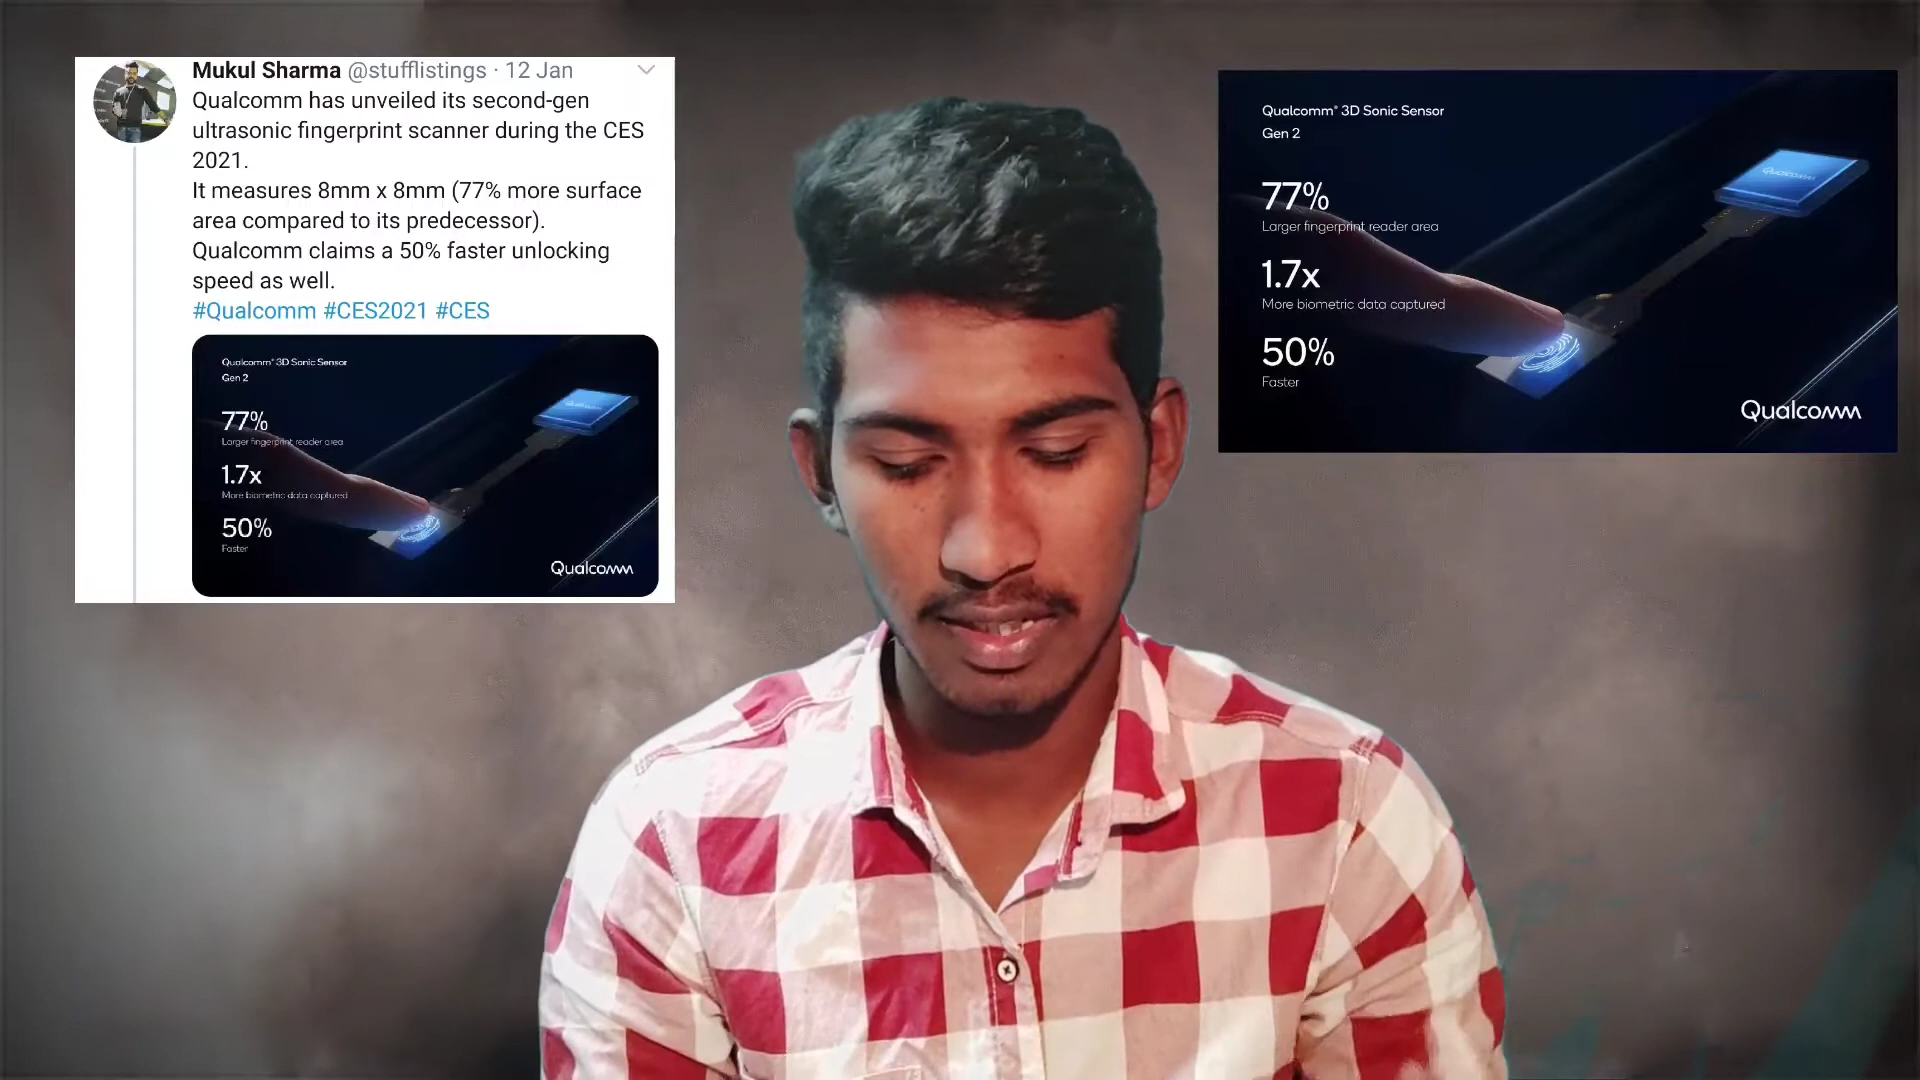 Mukul Sharma @stufflistings · 12 Jan
Qualcomm has unveiled its second-gen
ultrasonic fingerprint scanner during the CES
2021.
It measures 8mm x 8mm (77% more surface
area compared to its predecessor).
Qualcomm claims a 50% faster unlocking
speed as well.
#Qualcomm #CES2021 #CES
Qualcomm® 3D Sonic Sensor
Gen 2
77%
Larger fingerprint reader area
1.7x
More biometric data captured
50%
Faster
Qualcomm
Qualcomm® 3D Sonic Sensor
Gen 2
77%
Larger fingerprint reader area
1.7x
More biometric data captured
50%
Faster
Qualcomm
Qualcomm